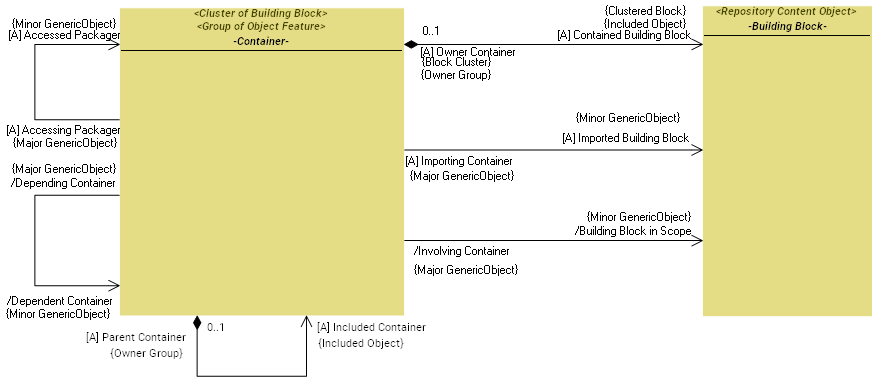 <Cluster of Building Block>
<Group of Object Feature>
-Container-
<Repository Content Object>
-Building Block-
{Minor GenericObject}
[A] Accessed Packager
[A] Accessing Packager
{Major GenericObject}
{Major GenericObject}
/Depending Container
/Dependent Container
{Minor GenericObject}
0..1
[A] Parent Container
{Owner Group}
[A] Included Container
{Included Object}
0..1
[A] Owner Container
{Block Cluster}
{Owner Group}
{Clustered Block}
{Included Object}
[A] Contained Building Block
{Minor GenericObject}
[A] Imported Building Block
[A] Importing Container
{Major GenericObject}
{Minor GenericObject}
/Building Block in Scope
/Involving Container
{Major GenericObject}